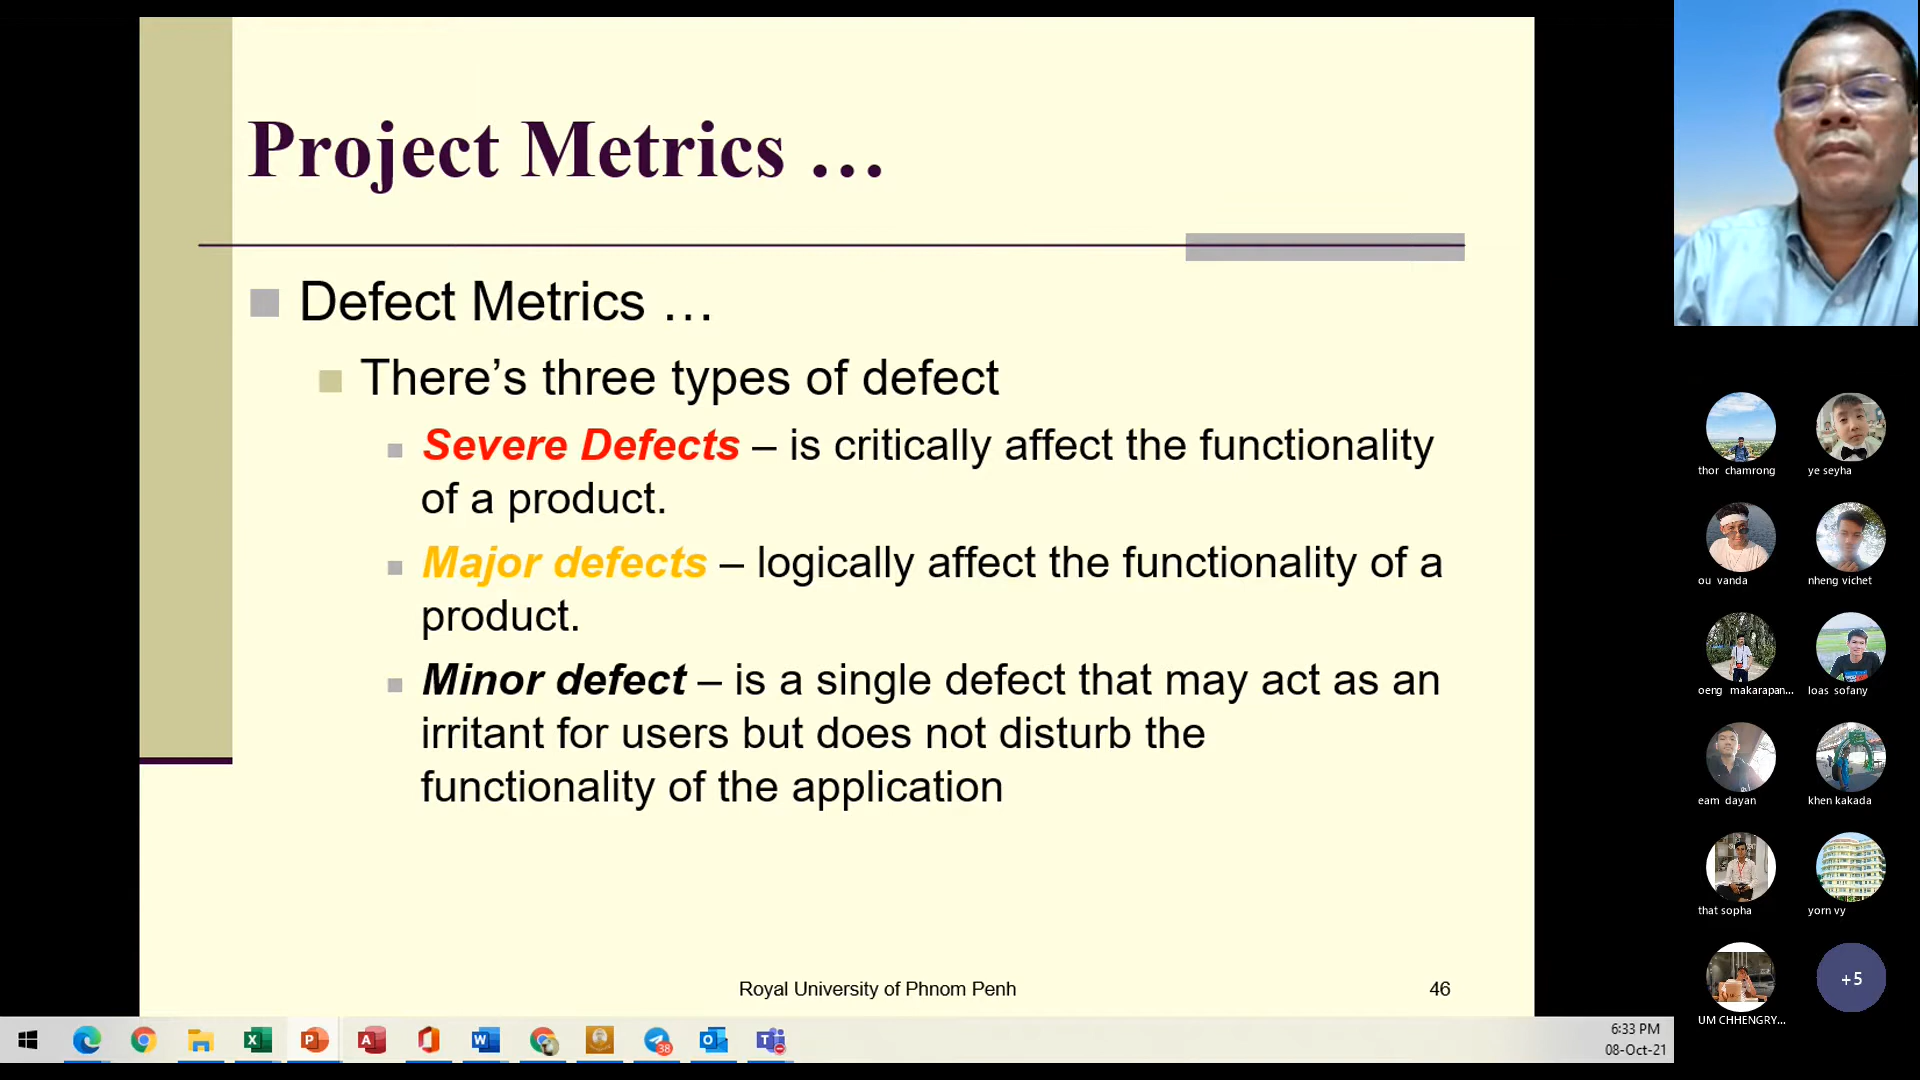 Project Metrics …
Defect Metrics …
There’s three types of defect
Severe Defects – is critically affect the functionality
of a product.
Major defects – logically affect the functionality of a
product.
Minor defect – is a single defect that may act as an
irritant for users but does not disturb the
functionality of the application
Royal University of Phnom Penh
46
thor chamrong
ye seyha
ou vanda
nheng vichet
oeng makarapan...
loas sofany
eam dayan
khen kakada
that sopha
yorn vy
UM CHHENGRY...
+5
38
6:33 PM
08-Oct-21